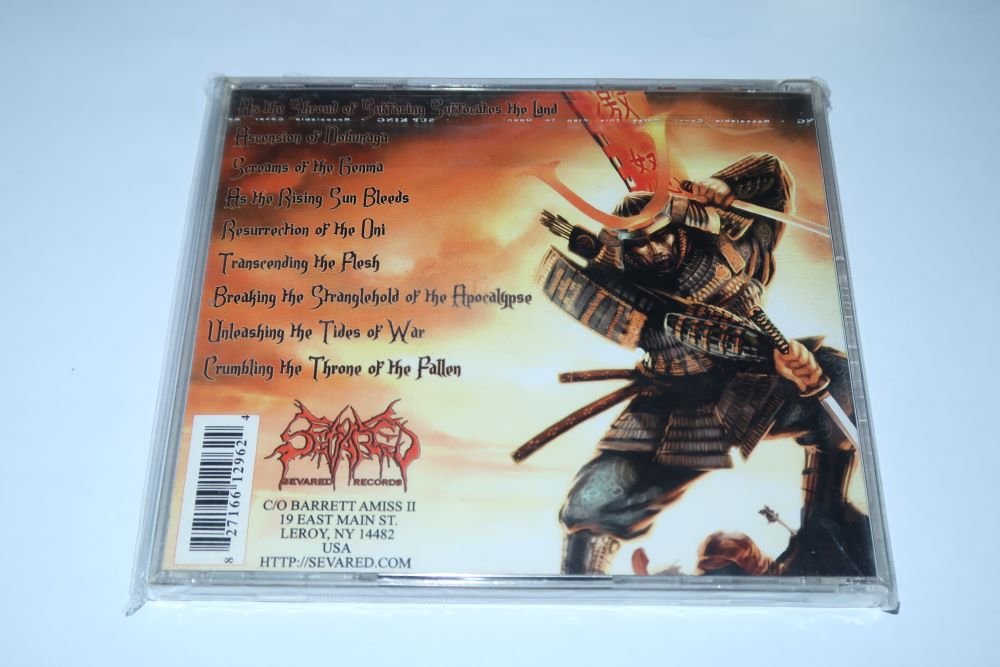 As the Shroud of Suffering Suffocates the Land
Ascension of Nobunaga
Screams of the Genma
As the Rising Sun Bleeds
Resurrection of the Oni
Transcending the Flesh
Breaking the Stranglehold of the Apocalypse
Unleashing the Tides of War
Crumbling the Throne of the Fallen
SEVARED
SEVARED RECORDS
C/O BARRETT AMISS II
19 EAST MAIN ST.
LEROY, NY 14482
USA
HTTP://SEVARED.COM
8 27166 12962 4